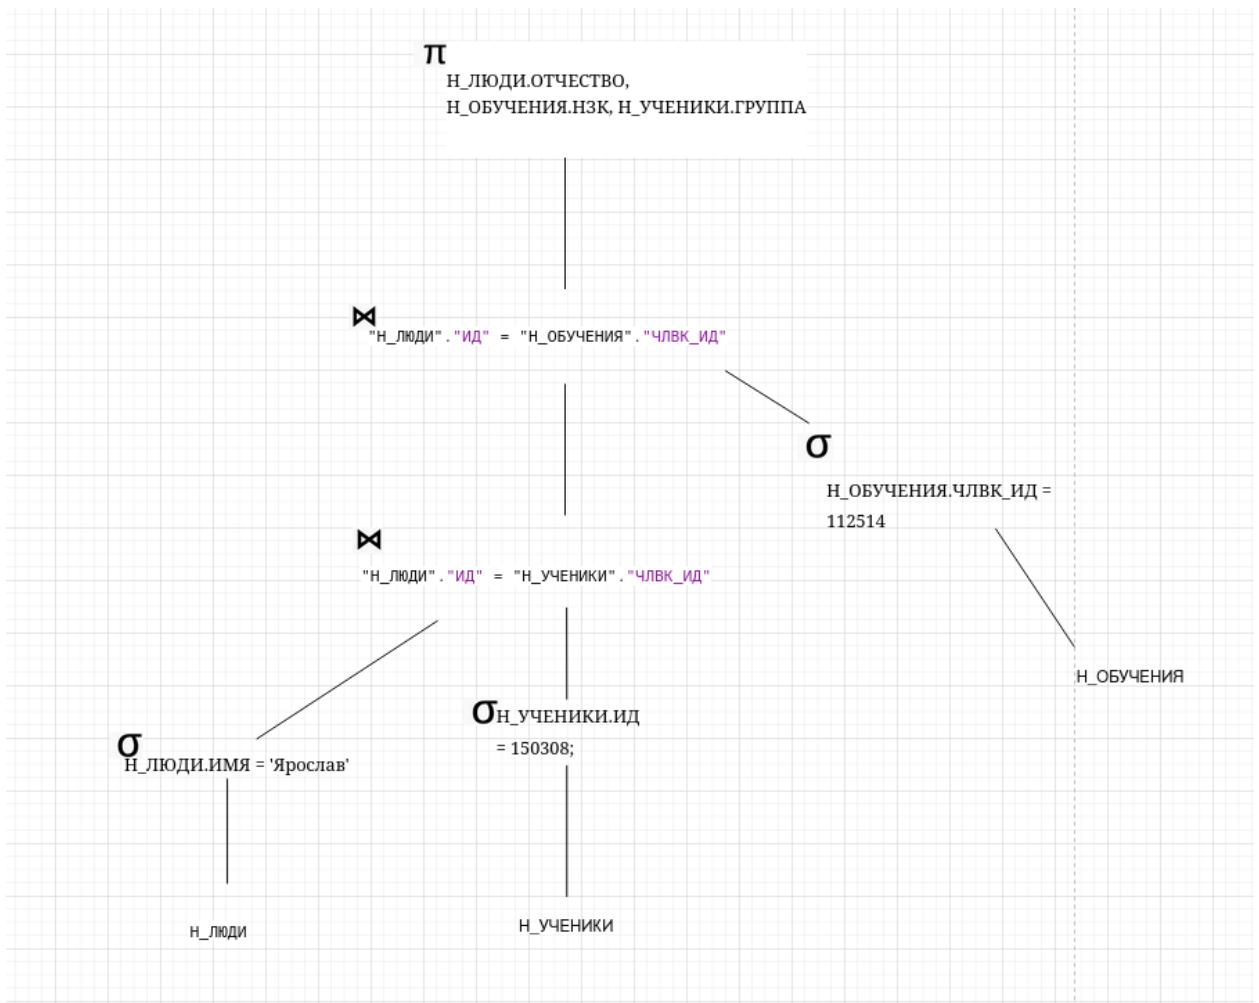 π
Н_ЛЮДИ.ОТЧЕСТВО,
Н_ОБУЧЕНИЯ.НЗК, Н_УЧЕНИКИ.ГРУППА
⋈
"Н_ЛЮДИ"."ИД" = "Н_ОБУЧЕНИЯ"."ЧЛВК_ИД"
σ
Н_ОБУЧЕНИЯ.ЧЛВК_ИД =
112514
⋈
"Н_ЛЮДИ"."ИД" = "Н_УЧЕНИКИ"."ЧЛВК_ИД"
Н_ОБУЧЕНИЯ
σ Н_УЧЕНИКИ.ИД
= 150308;
σ
Н_ЛЮДИ.ИМЯ = 'Ярослав'
Н_ЛЮДИ
Н_УЧЕНИКИ